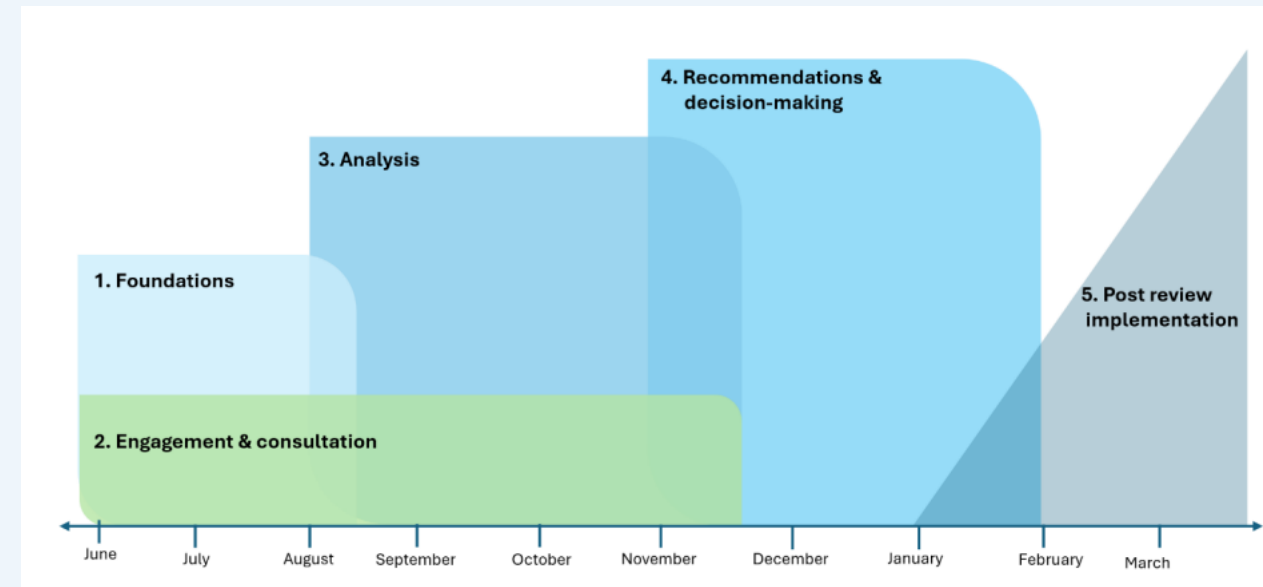 4. Recommendations &
decision-making
3. Analysis
1. Foundations
5. Post review
implementation
2. Engagement & consultation
June
July
August
September
October
November
December
January
February
March